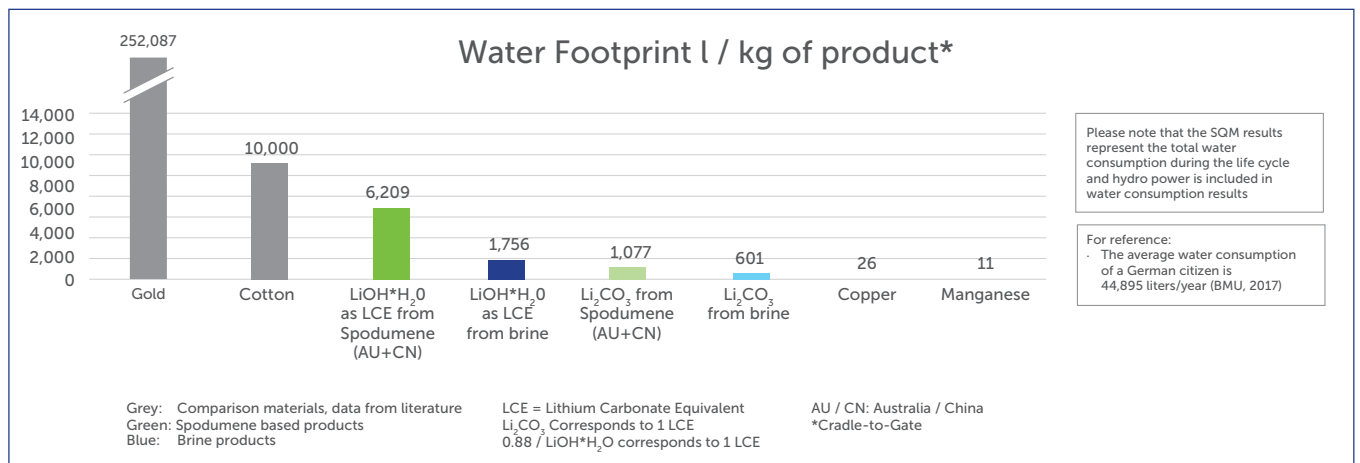 252,087
Water Footprint l / kg of product*
14,000
12,000
10,000
8,000
6,000
4,000
2,000
0
10,000
6,209
1,756
1,077
601
26
11
Gold
Cotton
LiOH*H₂0
as LCE from
Spodumene
(AU+CN)
LiOH*H₂0
as LCE
from brine
Li₂CO₃ from
Spodumene
(AU+CN)
Li₂CO₃
from brine
Copper
Manganese
Please note that the SQM results
represent the total water
consumption during the life cycle
and hydro power is included in
water consumption results
For reference:
· The average water consumption
of a German citizen is
44,895 liters/year (BMU, 2017)
Grey: Comparison materials, data from literature
Green: Spodumene based products
Blue: Brine products
LCE = Lithium Carbonate Equivalent
Li₂CO₃ Corresponds to 1 LCE
0.88 / LiOH*H₂O corresponds to 1 LCE
AU / CN: Australia / China
*Cradle-to-Gate